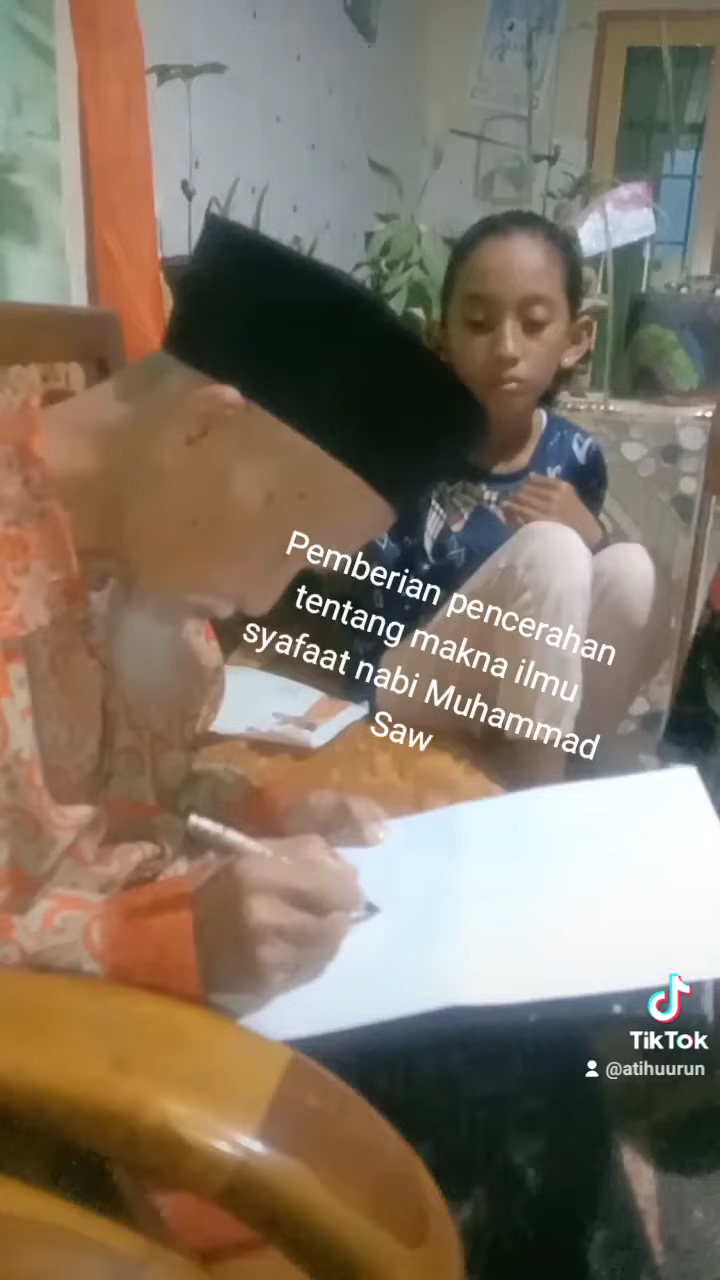 Pemberian pencerahan
tentang makna ilmu
syafaat nabi Muhammad
Saw
TikTok
@atihuurun